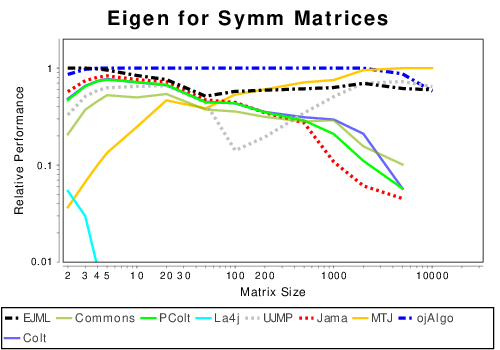 Eigen for Symm Matrices
Relative Performance
1
0.1
0.01
2 3 4 5 10 20 30 100 200 1000 10000
Matrix Size
EJML Commons PColt La4j UJMP Jama MTJ ojAlgo
Colt